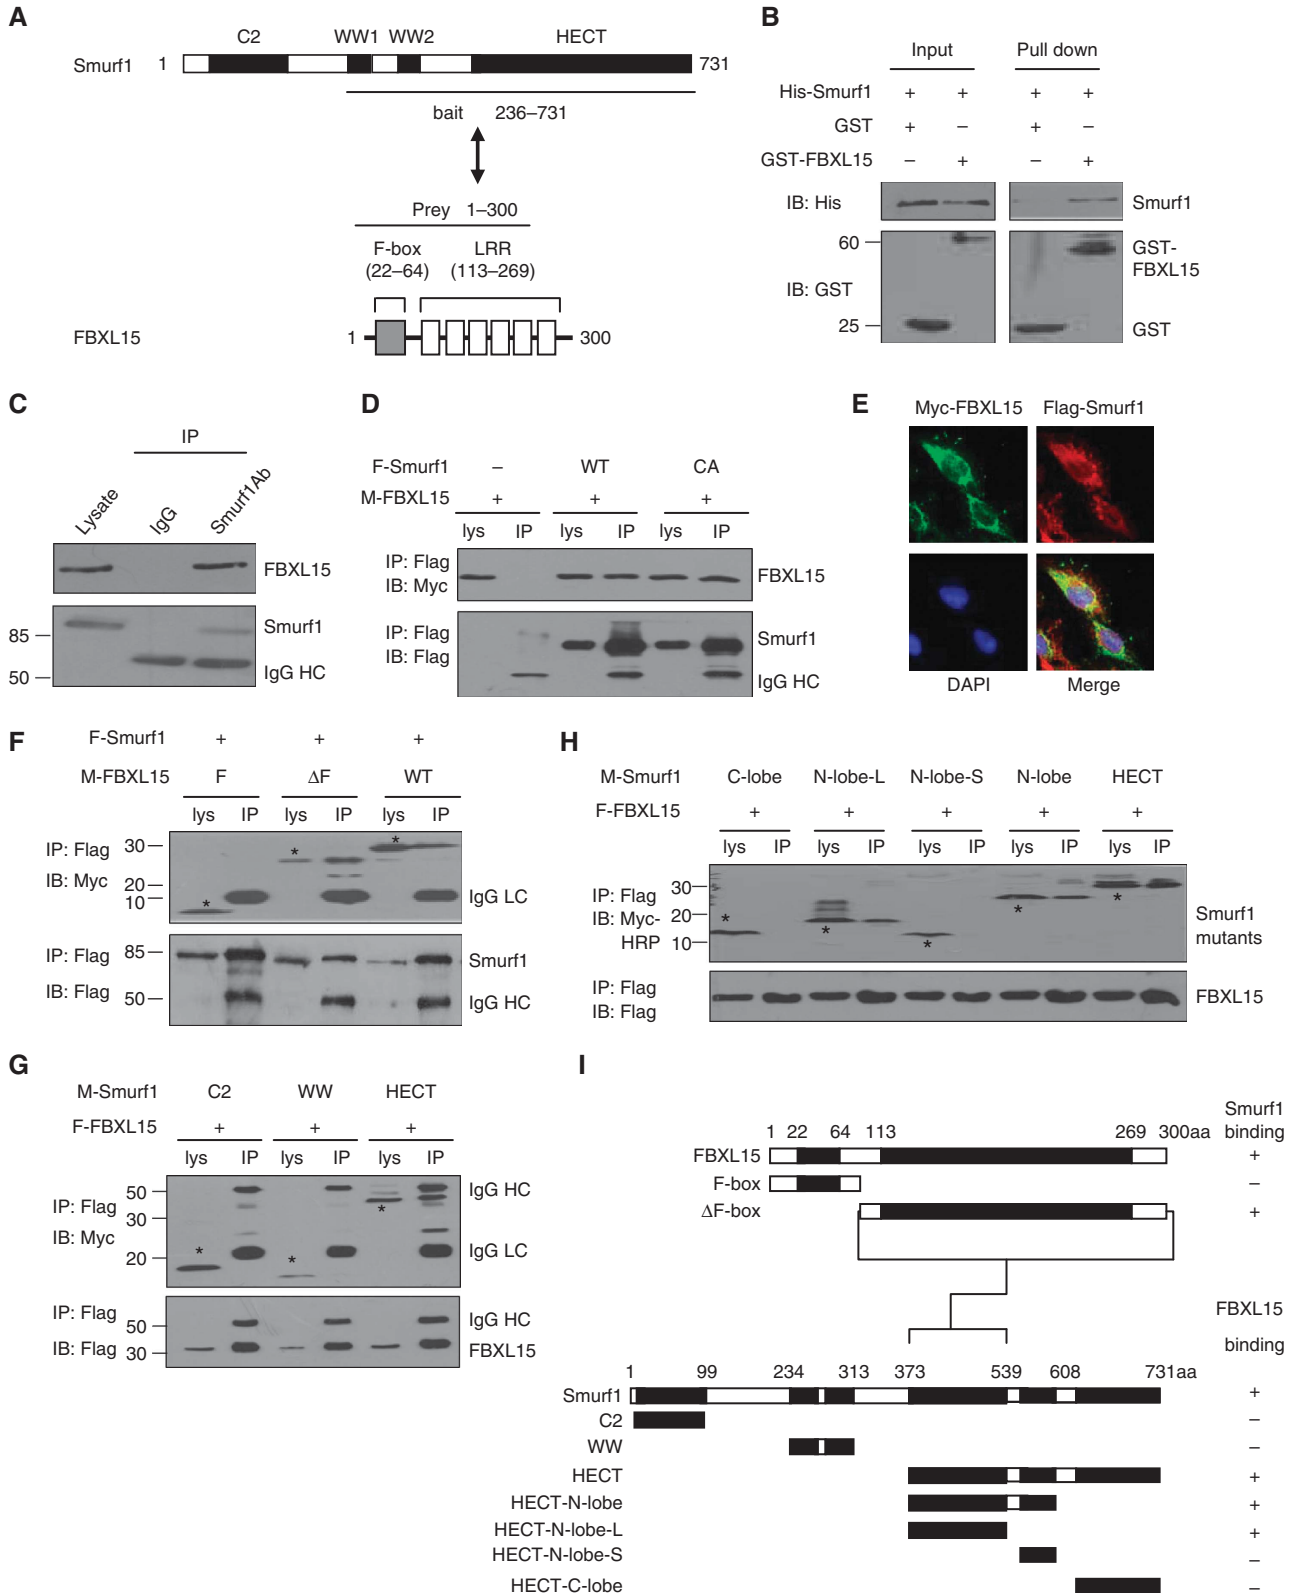 A
C2 WW1 WW2 HECT
Smurf1 1 731
bait 236–731
Prey 1–300
F-box LRR
(22–64) (113–269)
FBXL15 1 300
B
Input Pull down
His-Smurf1 + + + +
GST + – + –
GST-FBXL15 – + – +
IB: His Smurf1
60 GST-
FBXL15
IB: GST
25 GST
C
IP
Lysate IgG Smurf1Ab
FBXL15
Smurf1
85
IgG HC
50
D
F-Smurf1 – WT CA
M-FBXL15 + + +
lys IP lys IP lys IP
IP: Flag
IB: Myc
FBXL15
IP: Flag
IB: Flag
Smurf1
IgG HC
E
Myc-FBXL15 Flag-Smurf1
DAPI Merge
F
F-Smurf1 + + +
M-FBXL15 F ΔF WT
lys IP lys IP lys IP
IP: Flag 30 * * *
IB: Myc 20
10 IgG LC
IP: Flag 85 Smurf1
IB: Flag 50 IgG HC
H
M-Smurf1 C-lobe N-lobe-L N-lobe-S N-lobe HECT
F-FBXL15 + + + + +
lys IP lys IP lys IP lys IP lys IP
IP: Flag 30
IB: Myc- 20 * * * * * Smurf1
HRP 10 mutants
IP: Flag
IB: Flag
FBXL15
G
M-Smurf1 C2 WW HECT
F-FBXL15 + + +
lys IP lys IP lys IP
50 IgG HC
IP: Flag
30 *
IB: Myc
20 * * IgG LC
IP: Flag 50 IgG HC
IB: Flag 30 FBXL15
I
Smurf1
binding
1 22 64 113 269 300aa
FBXL15 +
F-box –
ΔF-box +
FBXL15
binding
1 99 234 313 373 539 608 731aa
Smurf1 +
C2 –
WW –
HECT +
HECT-N-lobe +
HECT-N-lobe-L +
HECT-N-lobe-S –
HECT-C-lobe –